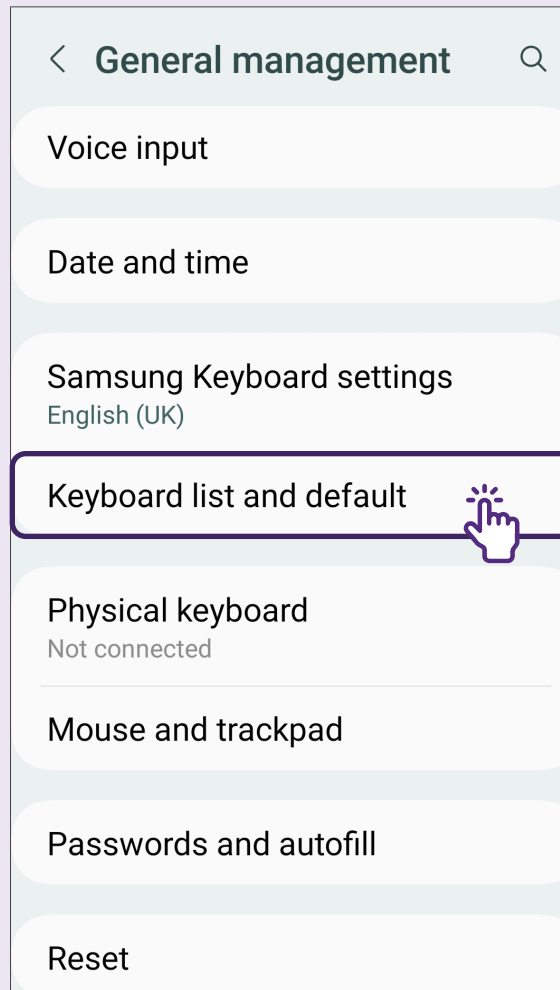 General management
Voice input
Date and time
Samsung Keyboard settings
English (UK)
Keyboard list and default
Physical keyboard
Not connected
Mouse and trackpad
Passwords and autofill
Reset